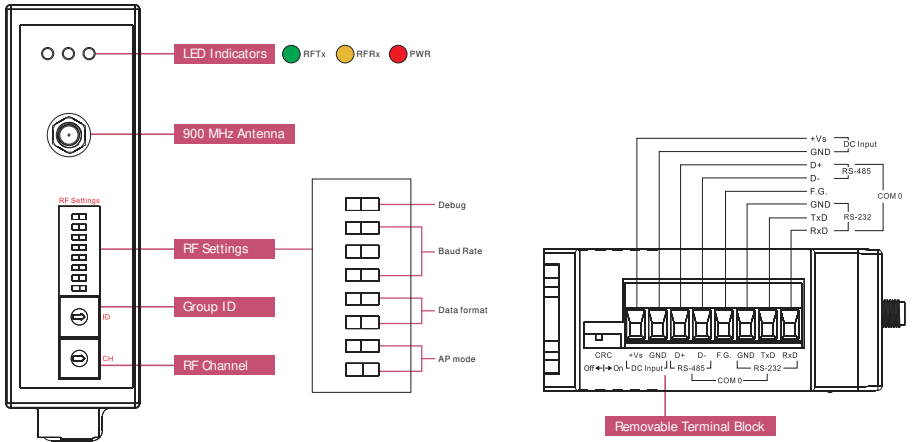 LED Indicators
RFTx
RFRx
PWR
900 MHz Antenna
RF Settings
RF Settings
Group ID
ID
RF Channel
CH
Debug
Baud Rate
Data format
AP mode
+Vs
GND
DC Input
D+
D-
RS-485
F.G.
GND
TxD
RxD
RS-232
COM 0
CRC
Off On
+Vs GND D+ D- F.G. GND TxD RxD
DC Input RS-485 RS-232
COM 0
Removable Terminal Block